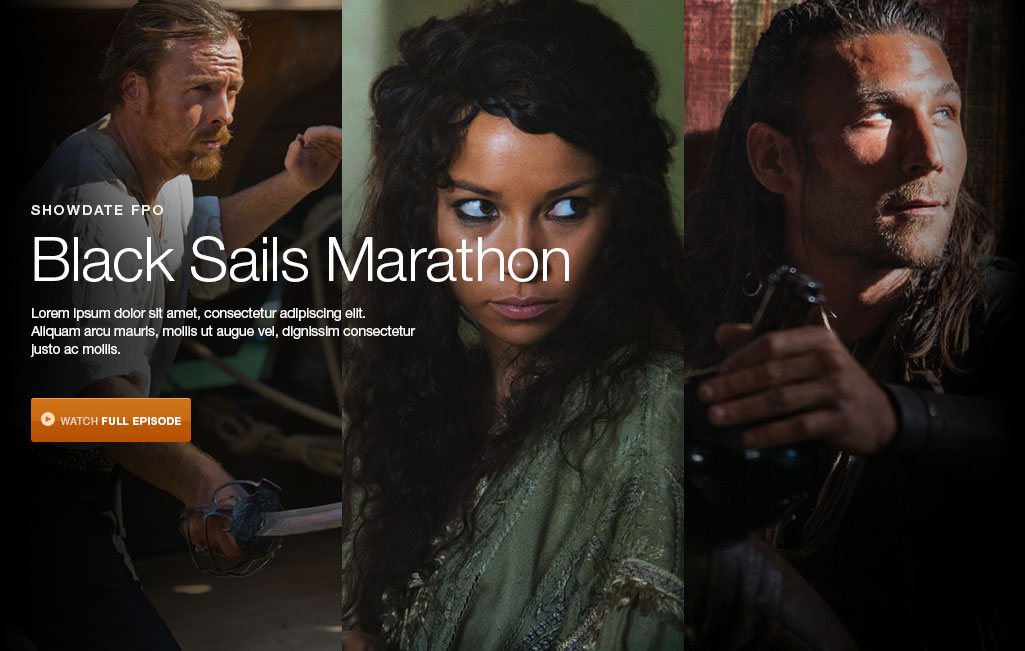 SHOWDATE FPO
Black Sails Marathon
Lorem ipsum dolor sit amet, consectetur adipiscing elit.
Aliquam arcu mauris, mollis ut augue vel, dignissim consectetur
justo ac mollis.
WATCH FULL EPISODE